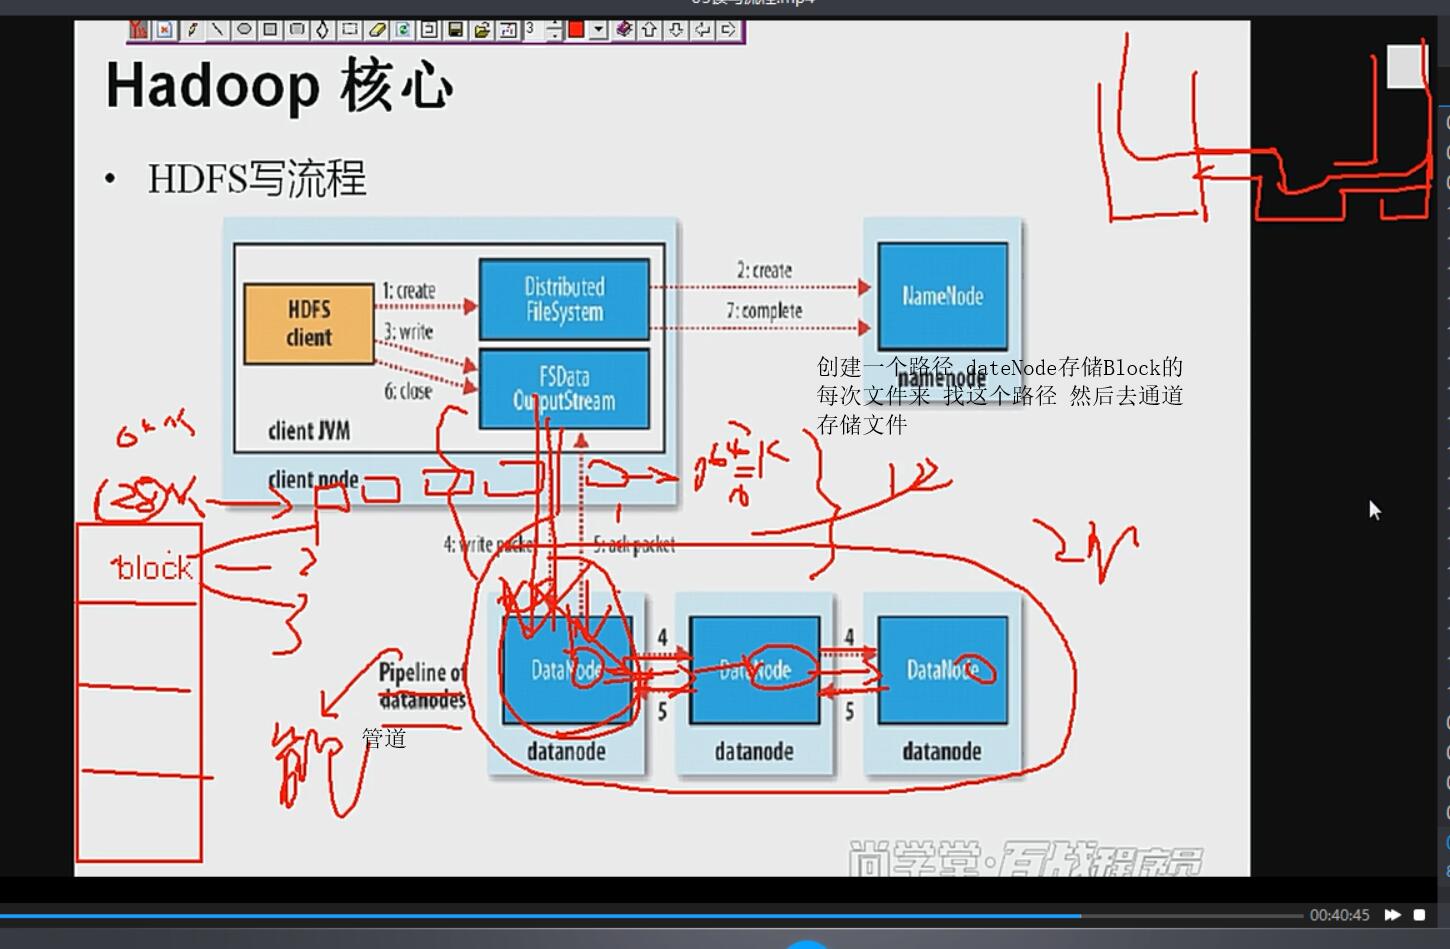 3
Hadoop 核心
• HDFS写流程
HDFS
client
1: create
3: write
6: close
Distributed
FileSystem
FSData
OutputStream
2: create
7: complete
NameNode
namenode
创建一个路径 dateNode存储Block的
每次文件来 找这个路径 然后去通道
存储文件
client JVM
client node
4: write packet
5: ack packet
block
2
3
Pipeline of
datanodes
管道
DataNode
4
DataNode
4
DataNode
5
5
datanode
datanode
datanode
尚学堂·百战程序员
00:40:45